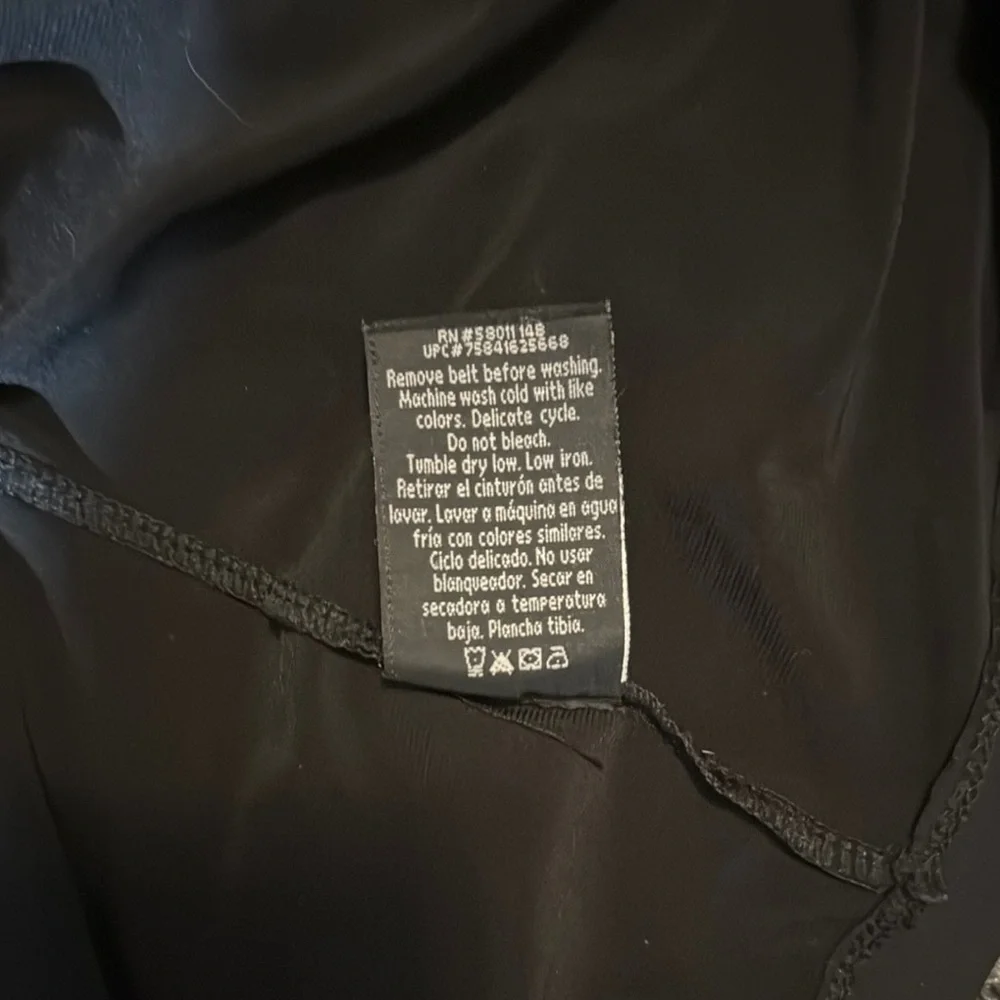 RN #58011 148
UPC#75841625668
Remove belt before washing.
Machine wash cold with like
colors. Delicate cycle.
Do not bleach.
Tumble dry low. Low iron.
Retirar el cinturón antes de
lavar. Lavar a máquina en agua
fría con colores similares.
Ciclo delicado. No usar
blanqueador. Secar en
secadora a temperatura
baja. Plancha tibia.